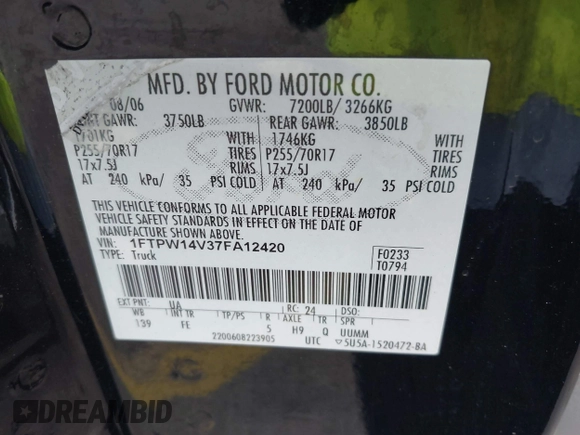 MFD. BY FORD MOTOR CO.
08/06 GVWR: 7200LB/3266KG
GAWR: 3750LB REAR GAWR: 3850LB
1701KG WITH 1746KG WITH
P255/70R17 TIRES P255/70R17 TIRES
17x7.5J RIMS 17x7.5J RIMS
AT 240 kPa/ 35 PSI COLD AT 240 kPa/ 35 PSI COLD
THIS VEHICLE CONFORMS TO ALL APPLICABLE FEDERAL MOTOR
VEHICLE SAFETY STANDARDS IN EFFECT ON THE DATE OF
MANUFACTURE SHOWN ABOVE.
VIN: 1FTPW14V37FA12420
TYPE: Truck
F0233
T0794
EXT PNT: UA RC: 24 DSO:
WB INT TR TP/PS R AXLE TR SPR
139 FE 5 H9 Q UUMM
2200608223905 UTC 5U5A-1520472-BA
DREAMBID